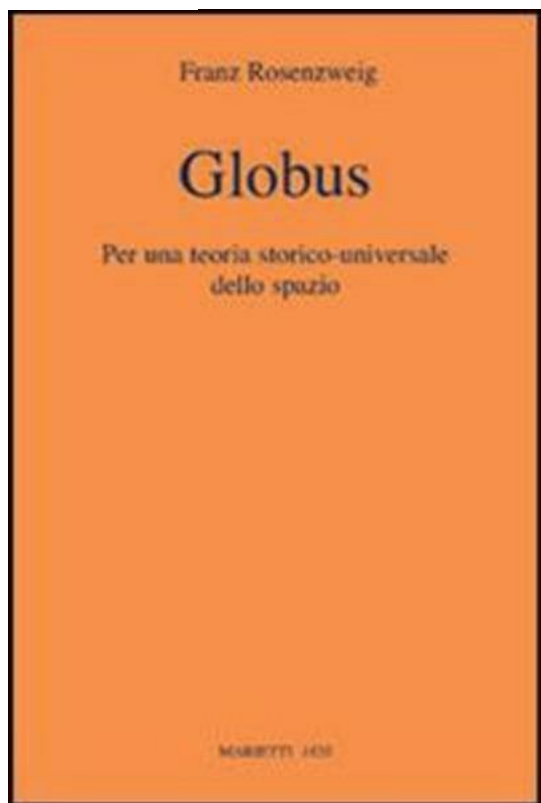 Franz Rosenzweig
Globus
Per una teoria storico-universale
dello spazio
MARIETTI 1820